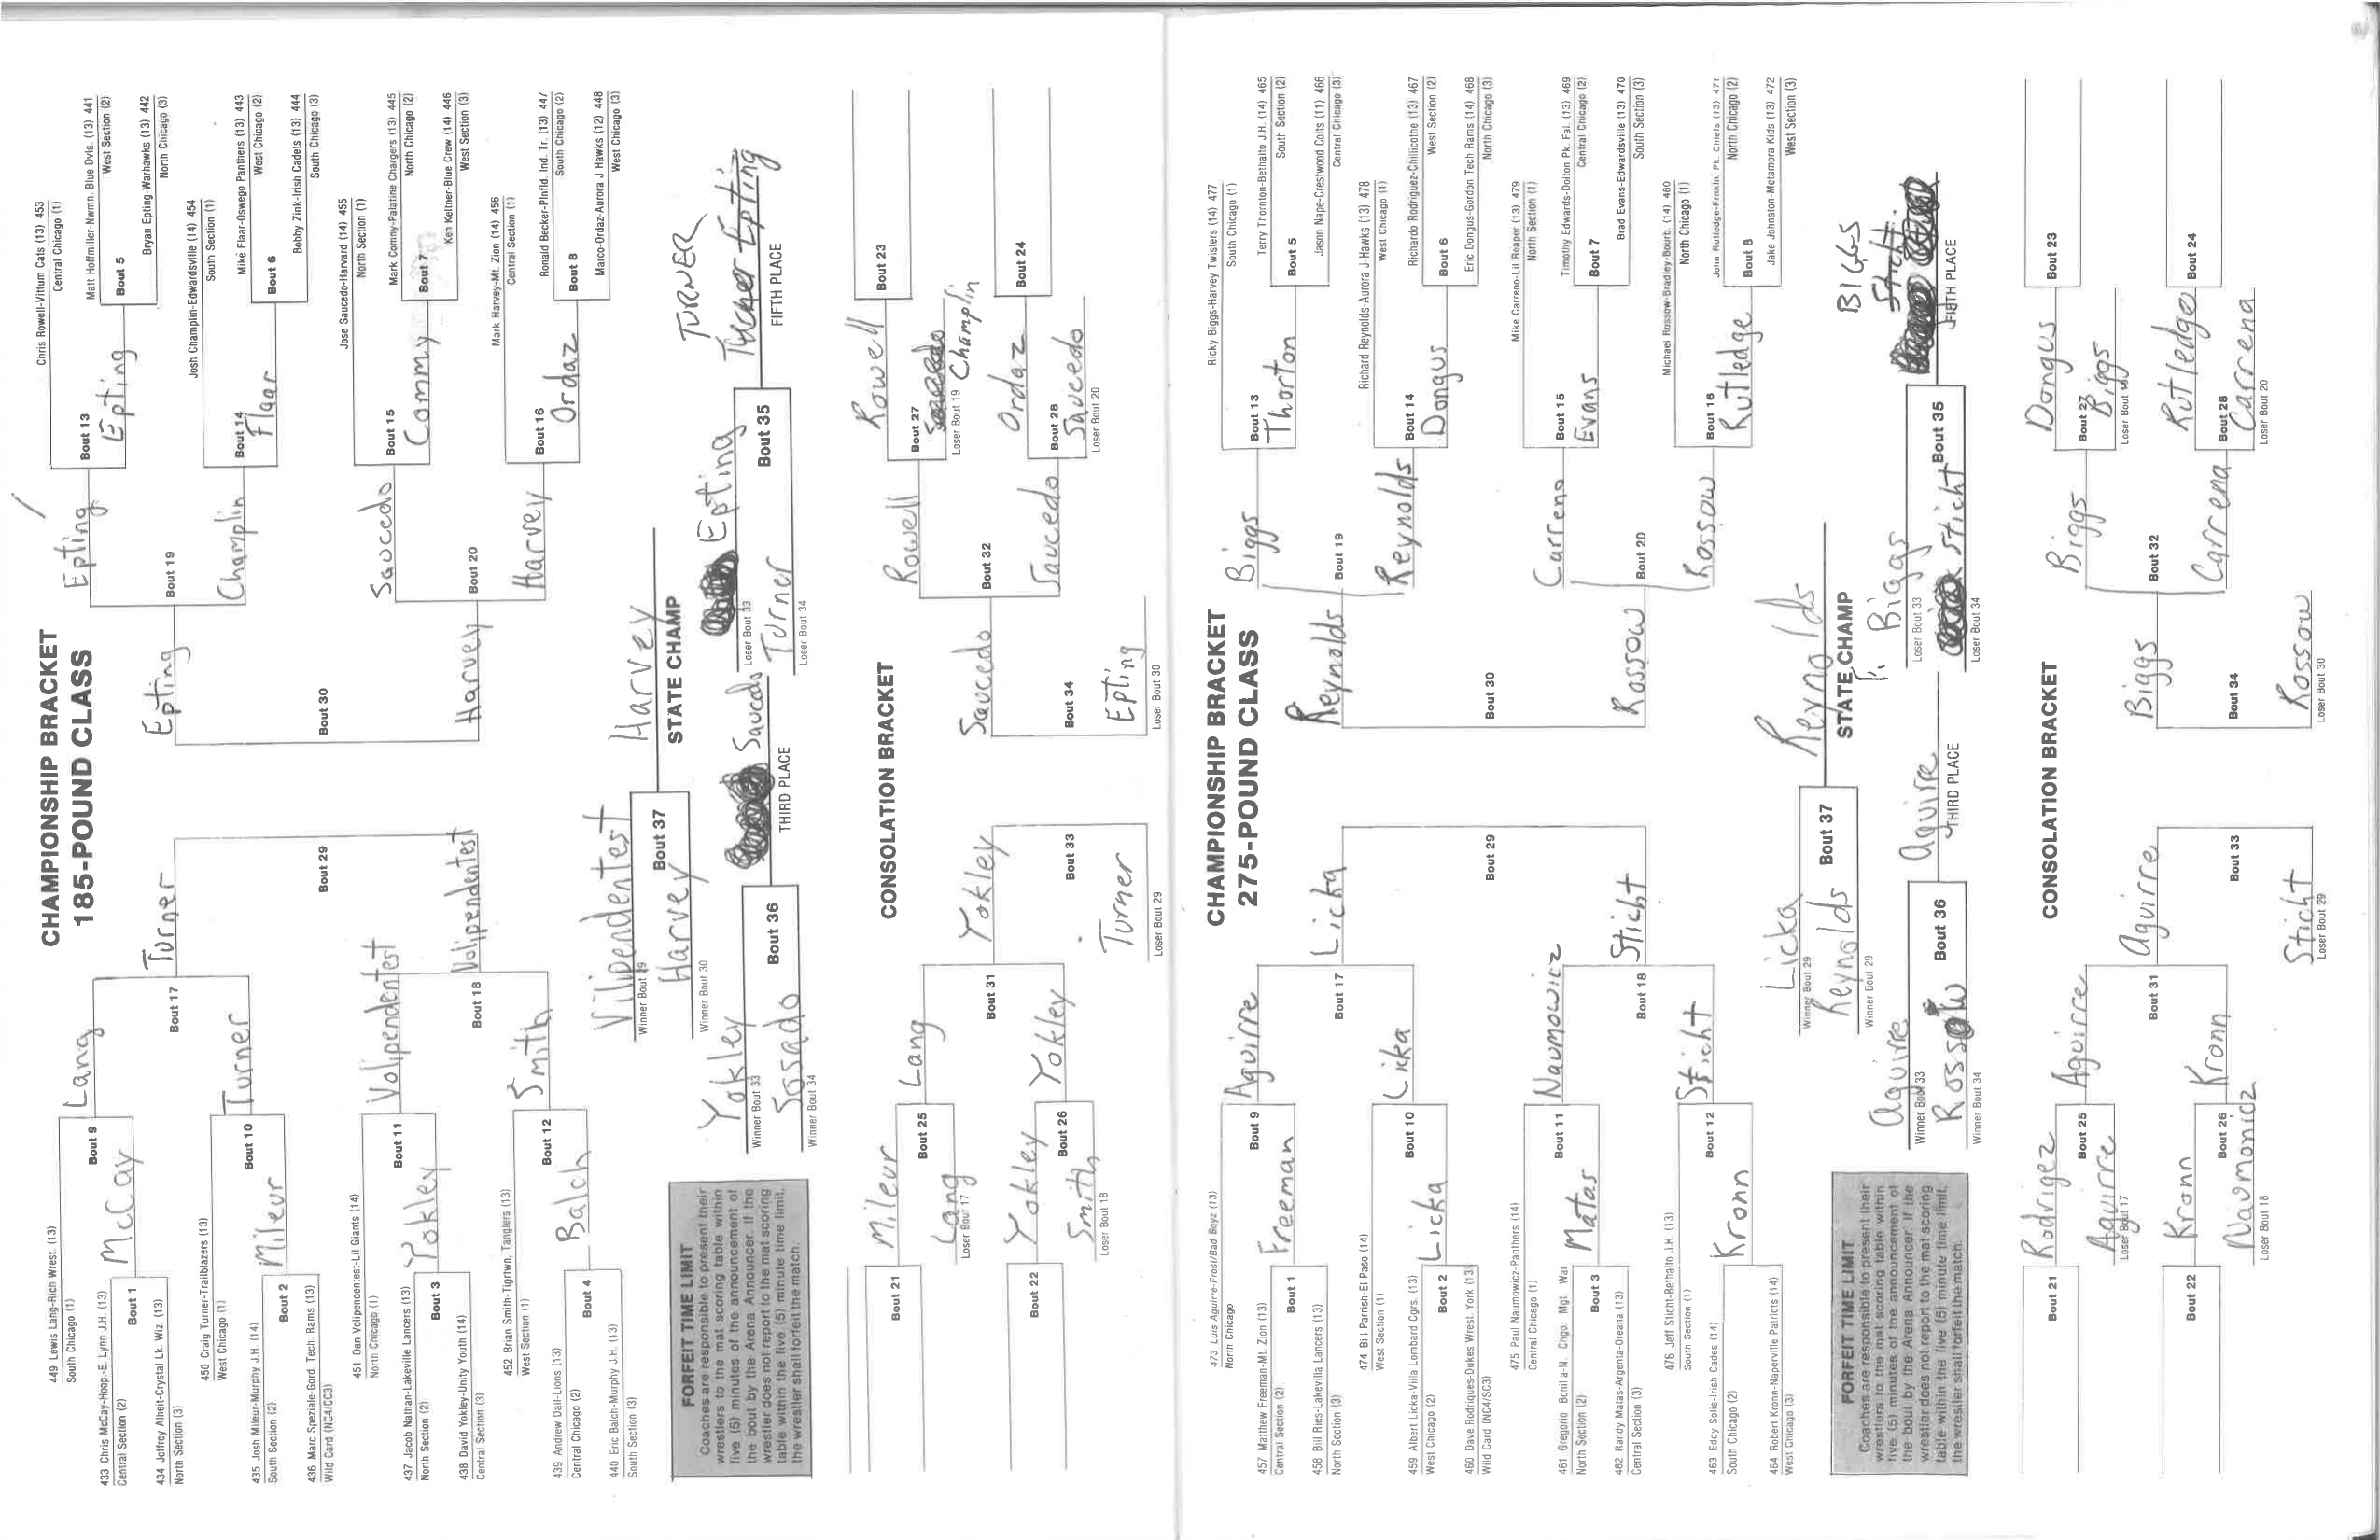 CHAMPIONSHIP BRACKET
185-POUND CLASS
449 Lewis Lang-Rich Wrest. (13)
South Chicago (1)
Bout 9
Lang
433 Chris McCay-Hoop.-E. Lynn J.H. (13)
Central Section (2)
Bout 1
McCay
434 Jeffrey Alheit-Crystal Lk. Wiz. (13)
North Section (3)
Bout 17
Turner
450 Craig Turner-Trailblazers (13)
West Chicago (1)
Bout 10
Turner
435 Josh Mileur-Murphy J.H. (14)
South Section (2)
Bout 2
Mileur
436 Marc Speziale-Gord Tech. Rams (13)
Wild Card (NC4/CC3)
Bout 29
451 Dan Volipendentest-Lil Giants (14)
North Chicago (1)
Bout 11
Volipendentest
437 Jacob Nathan-Lakeville Lancers (13)
North Section (2)
Bout 3
Yokley
438 David Yokley-Unity Youth (14)
Central Section (3)
Bout 18
Volipendentest
452 Brian Smith-Tigrtwn. Tanglers (13)
West Section (1)
Bout 12
Smith
439 Andrew Dail-Lions (13)
Central Chicago (2)
Bout 4
Balch
440 Eric Balch-Murphy J.H. (13)
South Section (3)
Chris Rowell-Vittum Cats (13) 453
Central Chicago (1)
Bout 13
Epting
Matt Hoffmiller-Nwmn. Blue Dvls. (13) 441
West Section (2)
Bout 5
Epting
Bryan Epting-Warhawks (13) 442
North Chicago (3)
Bout 19
Epting
Josh Champlin-Edwardsville (14) 454
South Section (1)
Bout 14
Champlin
Mike Flaar-Oswego Panthers (13) 443
West Chicago (2)
Bout 6
Flaar
Bobby Zink-Irish Cadets (13) 444
South Chicago (3)
Bout 30
Jose Saucedo-Harvard (14) 455
North Section (1)
Bout 15
Saucedo
Mark Commy-Palatine Chargers (13) 445
North Chicago (2)
Bout 7
Commy
Ken Keltner-Blue Crew (14) 446
West Section (3)
Bout 20
Harvey
Mark Harvey-Mt. Zion (14) 456
Central Section (1)
Bout 16
Harvey
Ronald Becker-Plnfld. Ind. Tr. (13) 447
South Chicago (2)
Bout 8
Ordaz
Marco-Ordaz-Aurora J Hawks (12) 448
West Chicago (3)
Vilipendentest
Winner Bout 29
Bout 37
Harvey
Winner Bout 30
Harvey
STATE CHAMP
Yokley
Winner Bout 33
Bout 36
Sosado
Winner Bout 34
Saucedo
THIRD PLACE
Epting
Loser Bout 33
Bout 35
Turner
Loser Bout 34
TURNER
Turner Epting
FIFTH PLACE
FORFEIT TIME LIMIT
Coaches are responsible to present their
wrestlers to the mat scoring table within
five (5) minutes of the announcement of
the bout by the Arena Announcer. If the
wrestler does not report to the mat scoring
table within the five (5) minute time limit,
the wrestler shall forfeit the match.
CONSOLATION BRACKET
Bout 21
Mileur
Bout 25
Lang
Lang
Loser Bout 17
Bout 31
Yokley
Bout 22
Yokley
Bout 26
Yokley
Smith
Loser Bout 18
Bout 33
Turner
Loser Bout 29
Bout 23
Rowell
Bout 27
Rowell
Champlin
Loser Bout 19
Bout 32
Saucedo
Bout 24
Ordaz
Bout 28
Saucedo
Saucedo
Loser Bout 20
Bout 34
Epting
Loser Bout 30
CHAMPIONSHIP BRACKET
275-POUND CLASS
473 Luis Aguirre-Frost/Bad Boyz (13)
North Chicago
Bout 9
Aguirre
457 Matthew Freeman-Mt. Zion (13)
Central Section (2)
Bout 1
Freeman
458 Bill Rries-Lakevilla Lancers (13)
North Section (3)
Bout 17
Licka
474 Bill Parrish-El Paso (14)
West Section (1)
Bout 10
Licka
459 Albert Licka-Villa Lombard Cgrs. (13)
West Chicago (2)
Bout 2
Licka
460 Dave Rodriques-Dukes Wrest. York (13)
Wild Card (NC4/SC3)
Bout 29
475 Paul Naumowicz-Panthers (14)
Central Chicago (1)
Bout 11
Naumowicz
461 Gregorio Bonilla-N. Chgo. Mgt. War
North Section (2)
Bout 3
Matas
462 Randy Matas-Argenta-Oreana (13)
Central Section (3)
Bout 18
Sticht
476 Jeff Sticht-Bethalto J.H. (13)
South Section (1)
Bout 12
Sticht
463 Eddy Solis-Irish Cades (14)
South Chicago (2)
Kronn
464 Robert Kronn-Naperville Patriots (14)
West Chicago (3)
Ricky Biggs-Harvey Twisters (14) 477
South Chicago (1)
Bout 13
Biggs
Terry Thornton-Bethalto J.H. (14) 465
South Section (2)
Bout 5
Thorton
Jason Nape-Crestwood Colts (11) 466
Central Chicago (3)
Bout 19
Reynolds
Richard Reynolds-Aurora J-Hawks (13) 478
West Chicago (1)
Bout 14
Reynolds
Richardo Rodriguez-Chillicothe (13) 467
West Section (2)
Bout 6
Dongus
Eric Dongus-Gordon Tech Rams (14) 468
North Chicago (3)
Bout 30
Mike Carreno-Lil Reaper (13) 479
North Section (1)
Bout 15
Carreno
Timothy Edwards-Dolton Pk. Fal. (13) 469
Central Chicago (2)
Bout 7
Evans
Brad Evans-Edwardsville (13) 470
South Section (3)
Bout 20
Rossow
Michael Rossow-Bradley-Bourb. (14) 480
North Chicago (1)
Bout 16
Rossow
John Rutledge-Frnkln. Pk. Chiefs (13) 471
North Chicago (2)
Bout 8
Rutledge
Jake Johnston-Metamora Kids (13) 472
West Section (3)
Licka
Winner Bout 29
Bout 37
Reynolds
Winner Bout 29
Reynolds
STATE CHAMP
Aguirre
Winner Bout 33
Bout 36
Rossow
Winner Bout 34
Aguire
THIRD PLACE
Biggs
Loser Bout 33
Bout 35
Sticht
Loser Bout 34
BIGGS
Sticht
FIFTH PLACE
FORFEIT TIME LIMIT
Coaches are responsible to present their
wrestlers to the mat scoring table within
five (5) minutes of the announcement of
the bout by the Arena Announcer. If the
wrestler does not report to the mat scoring
table within the five (5) minute time limit,
the wrestler shall forfeit the match.
CONSOLATION BRACKET
Bout 21
Rodrigez
Bout 25
Aguirre
Aguirre
Loser Bout 17
Bout 31
Aguirre
Bout 22
Kronn
Bout 26
Kronn
Naumonidz
Loser Bout 18
Bout 33
Sticht
Loser Bout 29
Bout 23
Dongus
Bout 27
Biggs
Biggs
Loser Bout 19
Bout 32
Biggs
Bout 24
Rutledge
Bout 28
Carrena
Carrena
Loser Bout 20
Bout 34
Rossow
Loser Bout 30